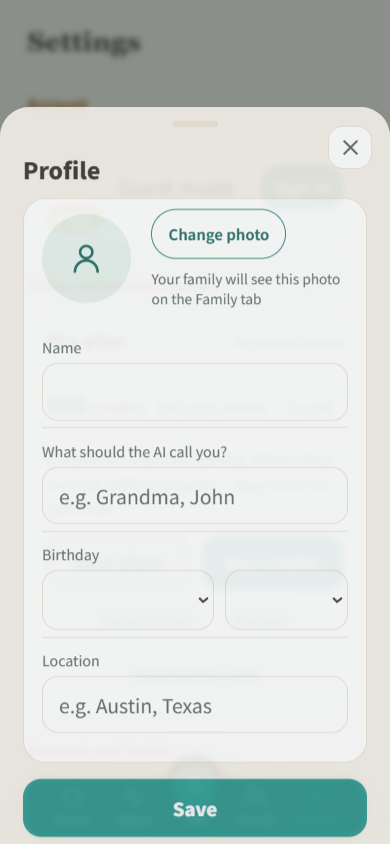 Settings
Profile
Change photo
Your family will see this photo
on the Family tab
Name
What should the AI call you?
e.g. Grandma, John
Birthday
Location
e.g. Austin, Texas
Save